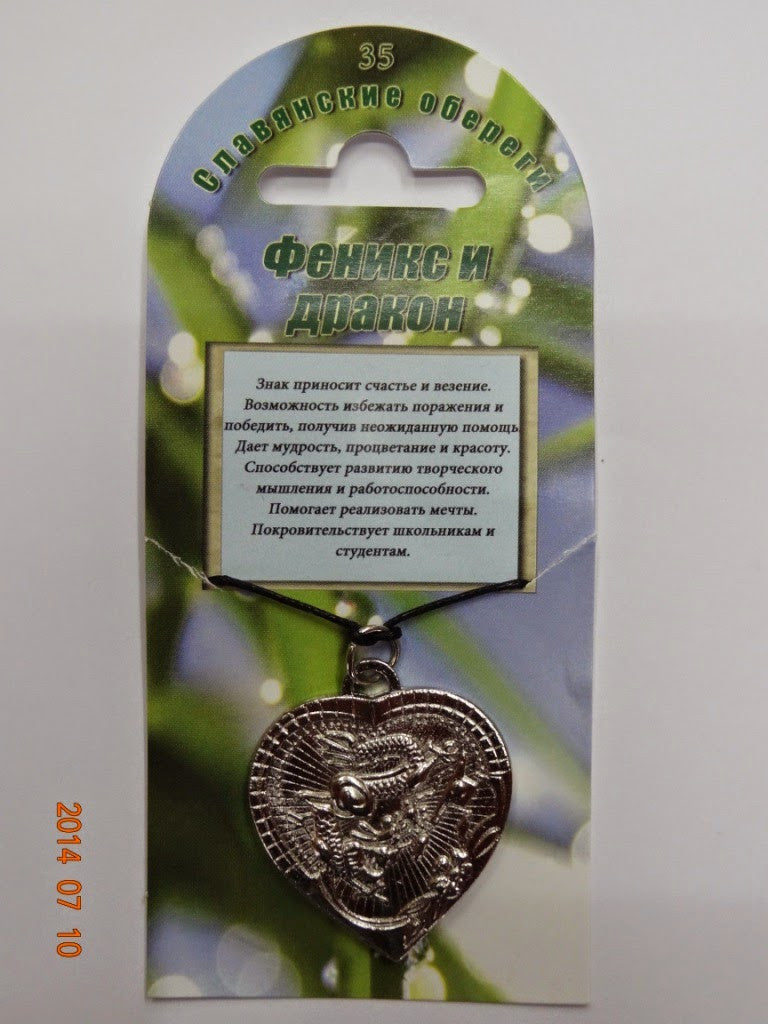 35
Славянские обереги
Феникс и
дракон
Знак приносит счастье и везение.
Возможность избежать поражения и
победить, получив неожиданную помощь
Дает мудрость, процветание и красоту.
Способствует развитию творческого
мышления и работоспособности.
Помогает реализовать мечты.
Покровительствует школьникам и
студентам.
2014 07 10